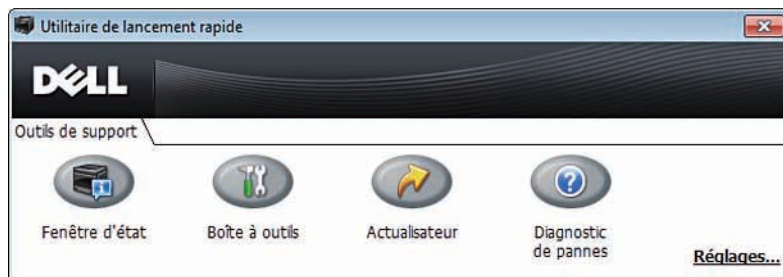 Utilitaire de lancement rapide
DELL
Outils de support
Fenêtre d'état
Boîte à outils
Actualisateur
Diagnostic
de pannes
Réglages...